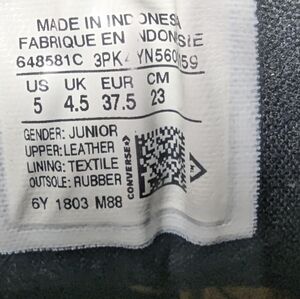 MADE IN INDONESIA
FABRIQUE EN INDONESIE
648581C 3PK
US UK EUR CM
5 4.5 37.5 23
GENDER: JUNIOR
UPPER: LEATHER
LINING: TEXTILE
OUTSOLE: RUBBER
CONVERSE
6Y 1803 M88